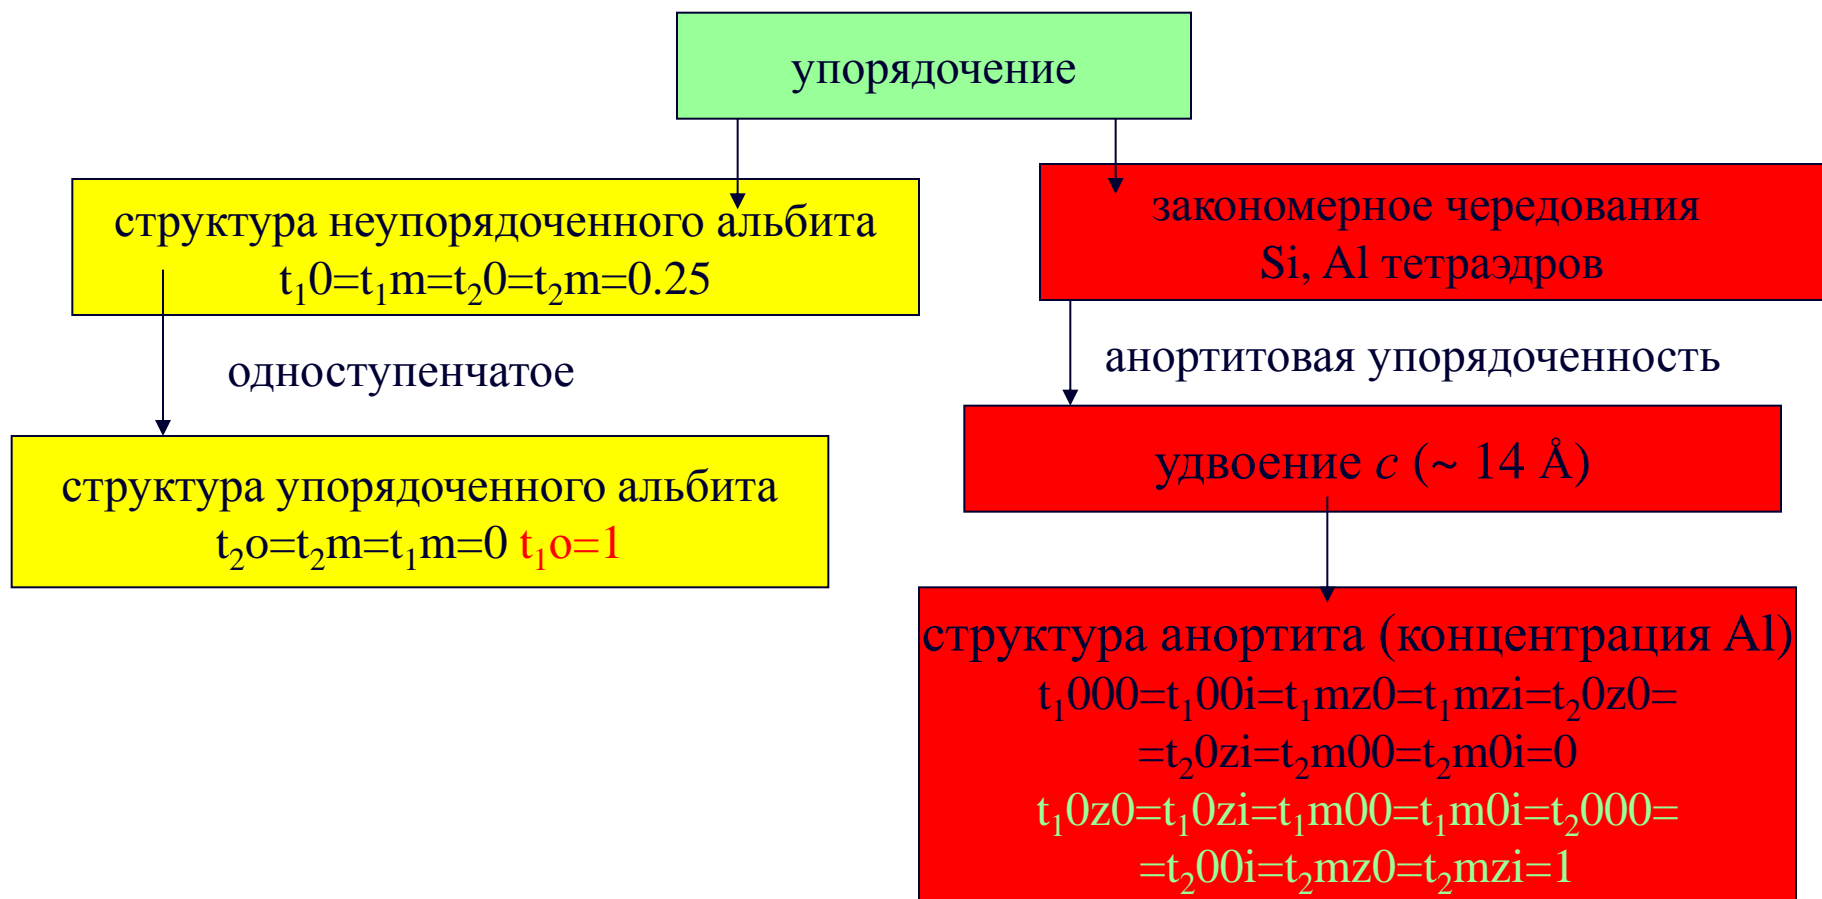 упорядочение
структура неупорядоченного альбита
t₁0=t₁m=t₂0=t₂m=0.25
одноступенчатое
структура упорядоченного альбита
t₂o=t₂m=t₁m=0 t₁o=1
закономерное чередования
Si, Al тетраэдров
анортитовая упорядоченность
удвоение c (~ 14 Å)
структура анортита (концентрация Al)
t₁000=t₁00i=t₁mz0=t₁mzi=t₂0z0=
=t₂0zi=t₂m00=t₂m0i=0
t₁0z0=t₁0zi=t₁m00=t₁m0i=t₂000=
=t₂00i=t₂mz0=t₂mzi=1